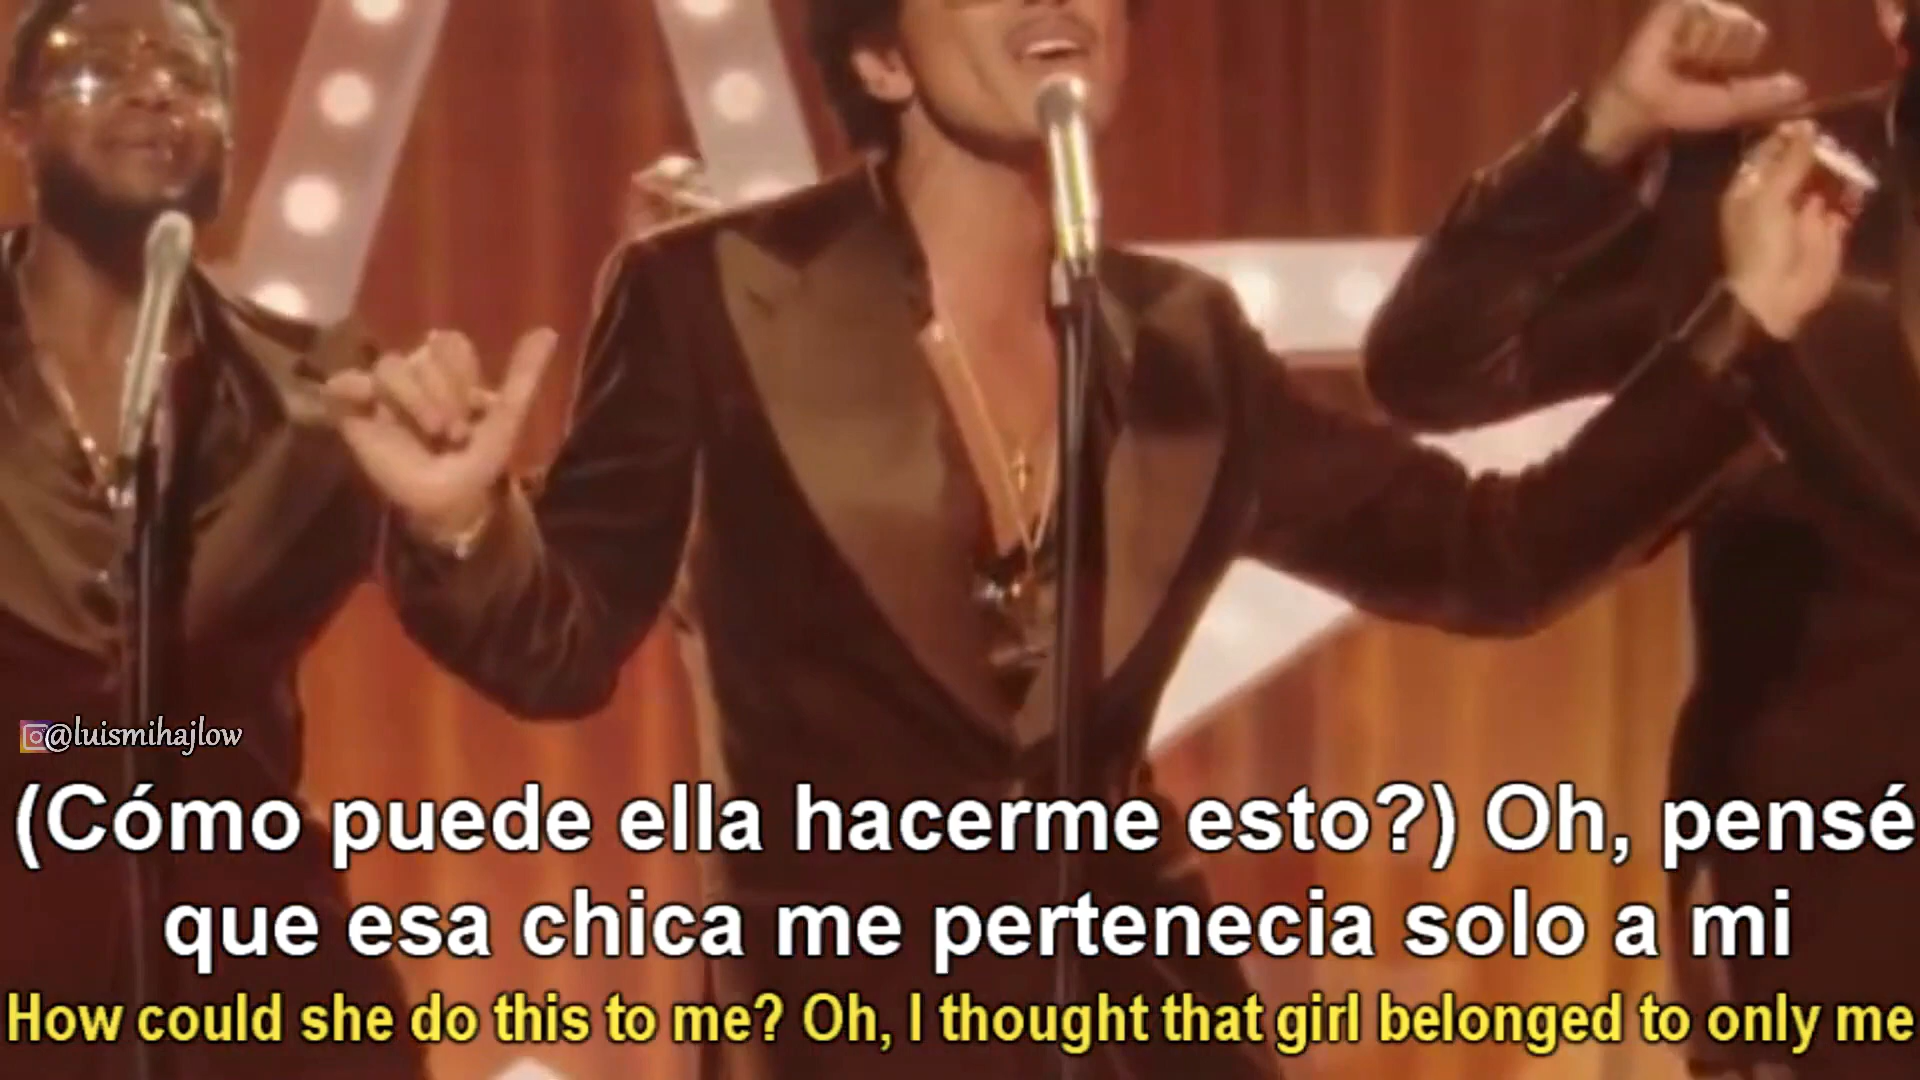 @luismihajlow
(Cómo puede ella hacerme esto?) Oh, pensé
que esa chica me pertenecia solo a mi
How could she do this to me? Oh, I thought that girl belonged to only me